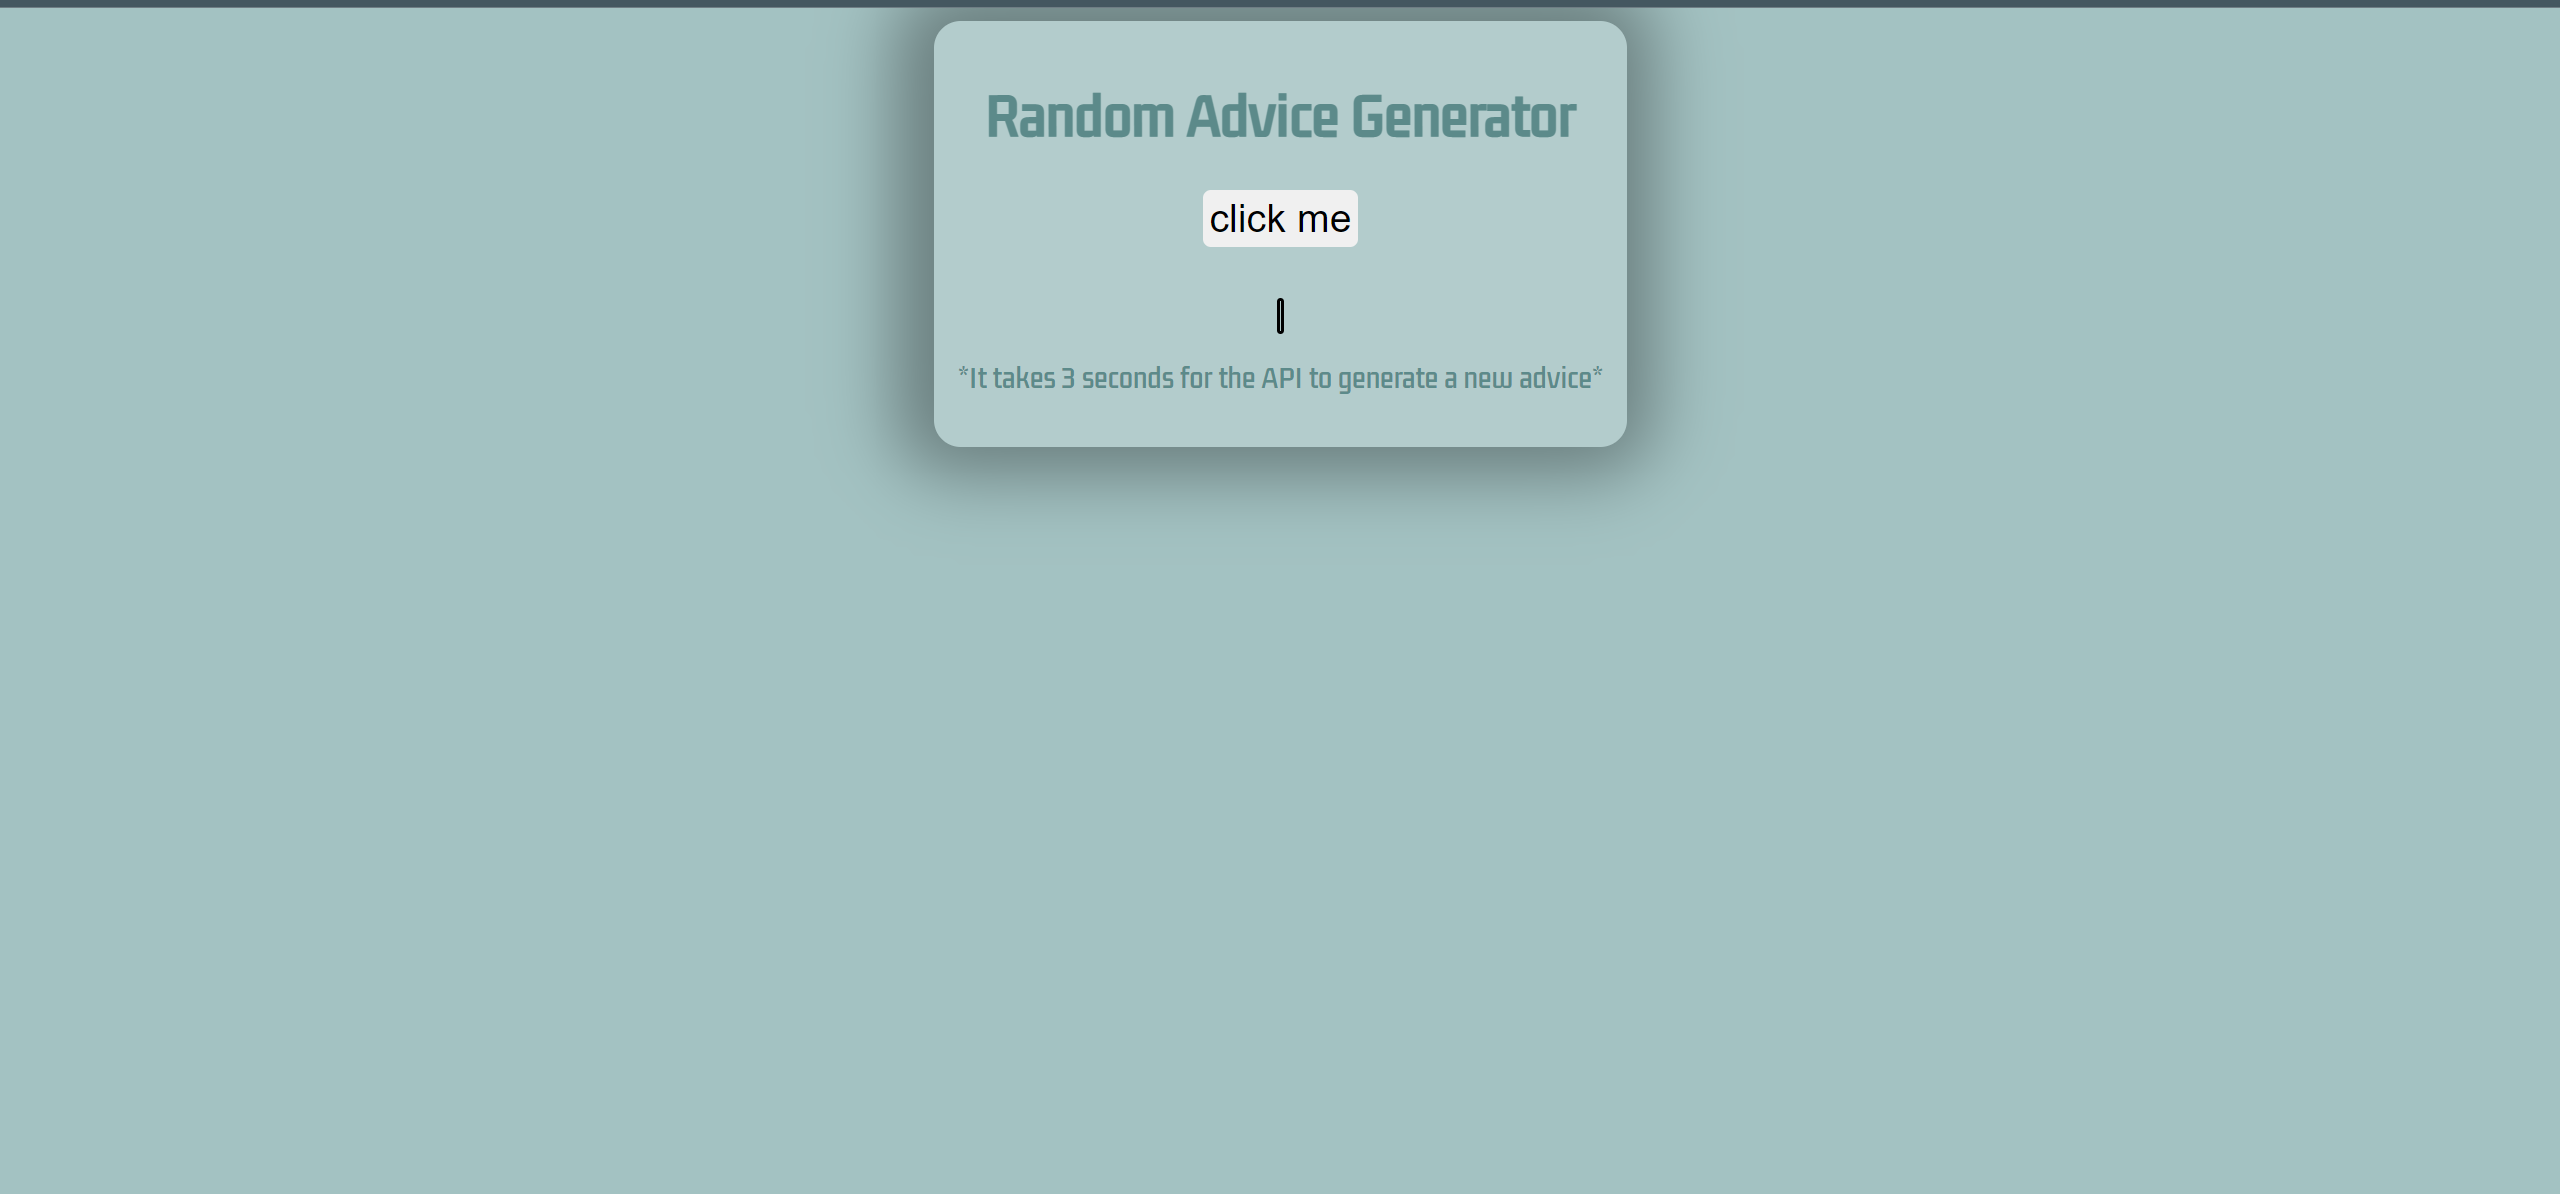 Random Advice Generator
click me
*It takes 3 seconds for the API to generate a new advice*